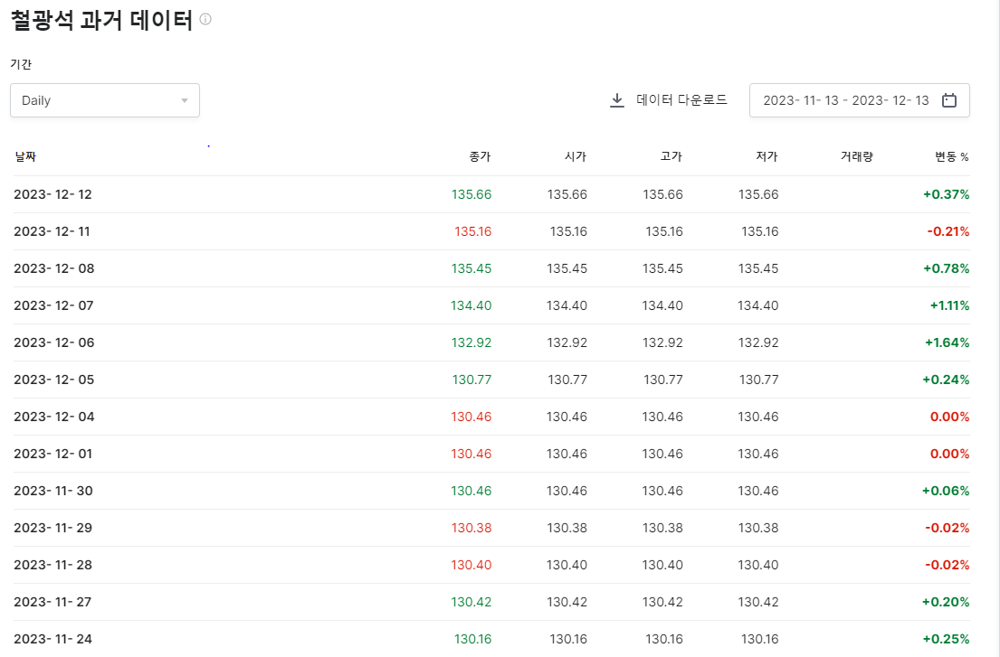 철광석 과거 데이터
기간
Daily
데이터 다운로드
2023- 11- 13 - 2023- 12- 13
날짜 종가 시가 고가 저가 거래량 변동 %
2023- 12- 12 135.66 135.66 135.66 135.66 +0.37%
2023- 12- 11 135.16 135.16 135.16 135.16 -0.21%
2023- 12- 08 135.45 135.45 135.45 135.45 +0.78%
2023- 12- 07 134.40 134.40 134.40 134.40 +1.11%
2023- 12- 06 132.92 132.92 132.92 132.92 +1.64%
2023- 12- 05 130.77 130.77 130.77 130.77 +0.24%
2023- 12- 04 130.46 130.46 130.46 130.46 0.00%
2023- 12- 01 130.46 130.46 130.46 130.46 0.00%
2023- 11- 30 130.46 130.46 130.46 130.46 +0.06%
2023- 11- 29 130.38 130.38 130.38 130.38 -0.02%
2023- 11- 28 130.40 130.40 130.40 130.40 -0.02%
2023- 11- 27 130.42 130.42 130.42 130.42 +0.20%
2023- 11- 24 130.16 130.16 130.16 130.16 +0.25%